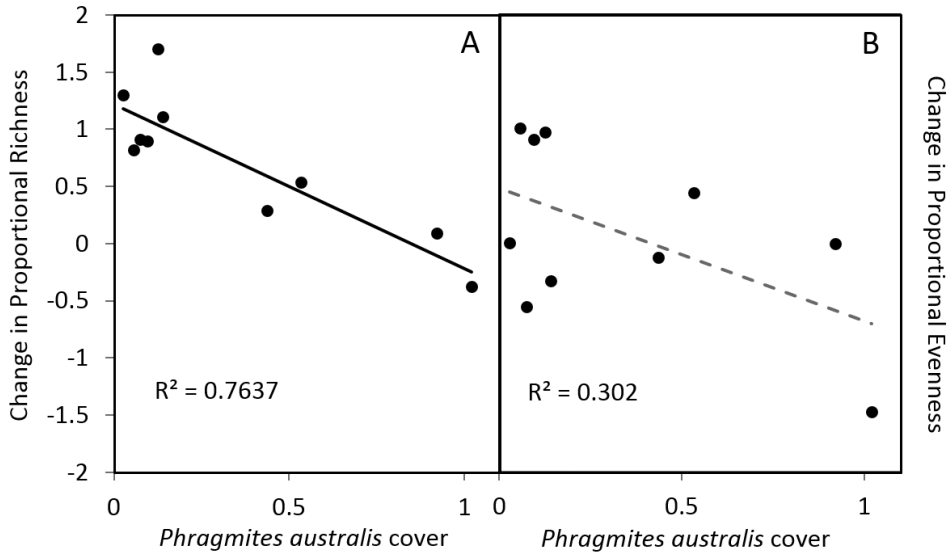 Change in Proportional Richness
2
1.5
1
0.5
0
-0.5
-1
-1.5
-2
A
R² = 0.7637
0
0.5
1
Phragmites australis cover
B
R² = 0.302
0
0.5
1
Phragmites australis cover
Change in Proportional Evenness